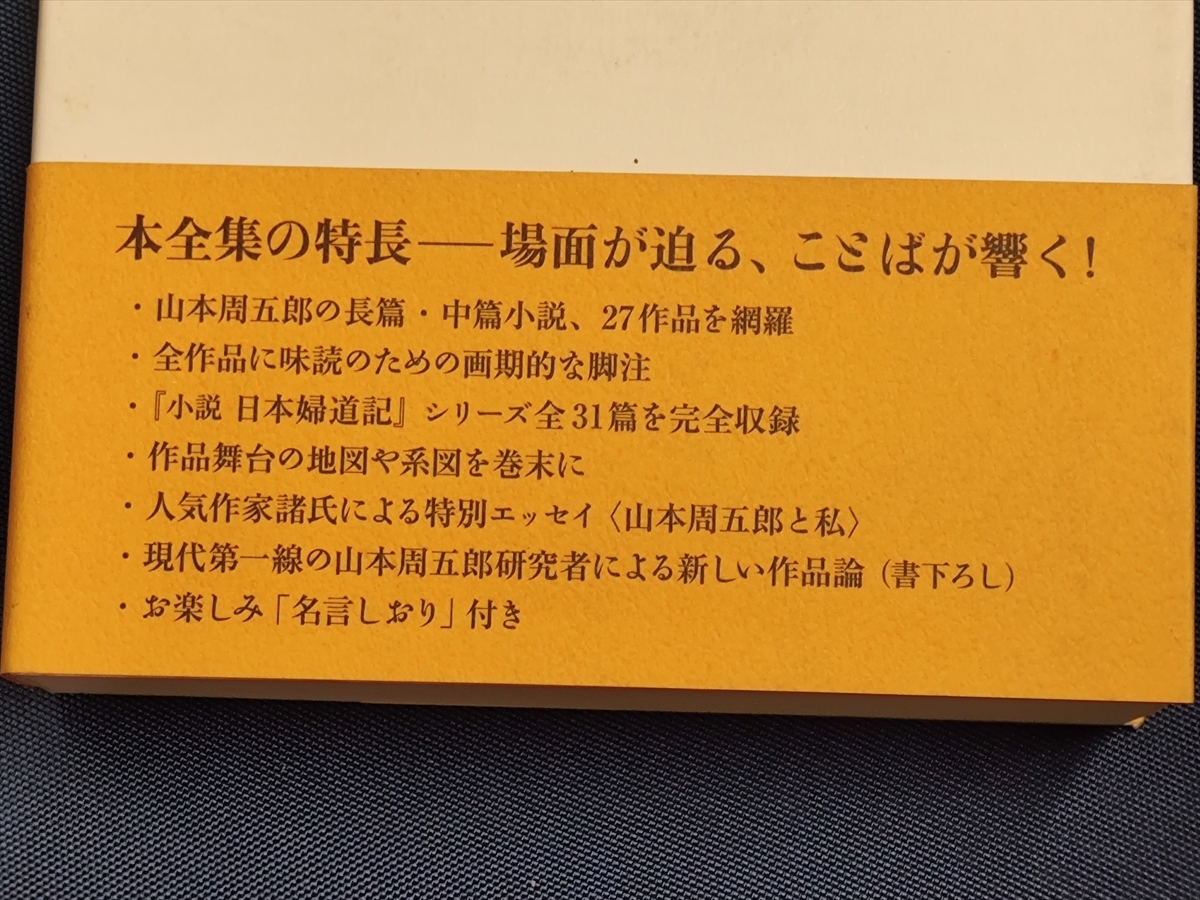 本全集の特長──場面が迫る、ことばが響く!
・山本周五郎の長篇・中篇小説、27作品を網羅
・全作品に味読のための画期的な脚注
・『小説 日本婦道記』シリーズ全31篇を完全収録
・作品舞台の地図や系図を巻末に
・人気作家諸氏による特別エッセイ〈山本周五郎と私〉
・現代第一線の山本周五郎研究者による新しい作品論(書下ろし)
・お楽しみ「名言しおり」付き